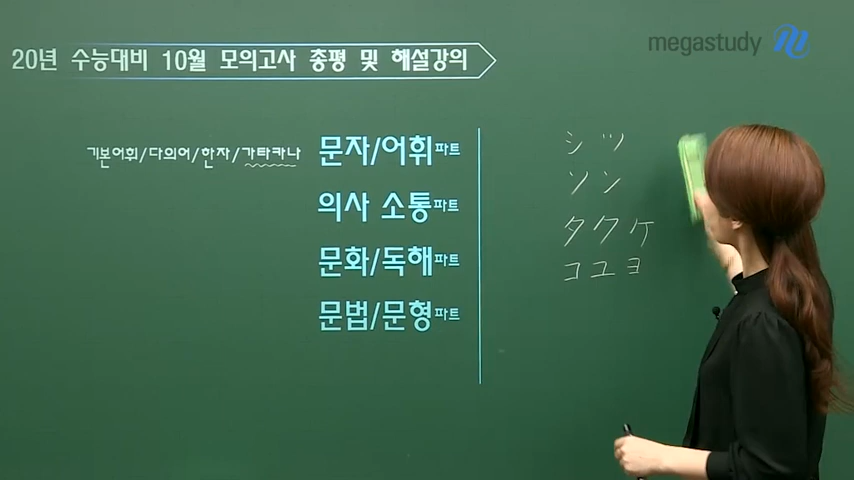 megastudy
20년 수능대비 10월 모의고사 총평 및 해설강의
기본어휘/다의어/한자/가타카나 문자/어휘파트
의사 소통파트
문화/독해파트
문법/문형파트
シ ツ
ソ ン
タ ク ケ
コ ユ ヨ